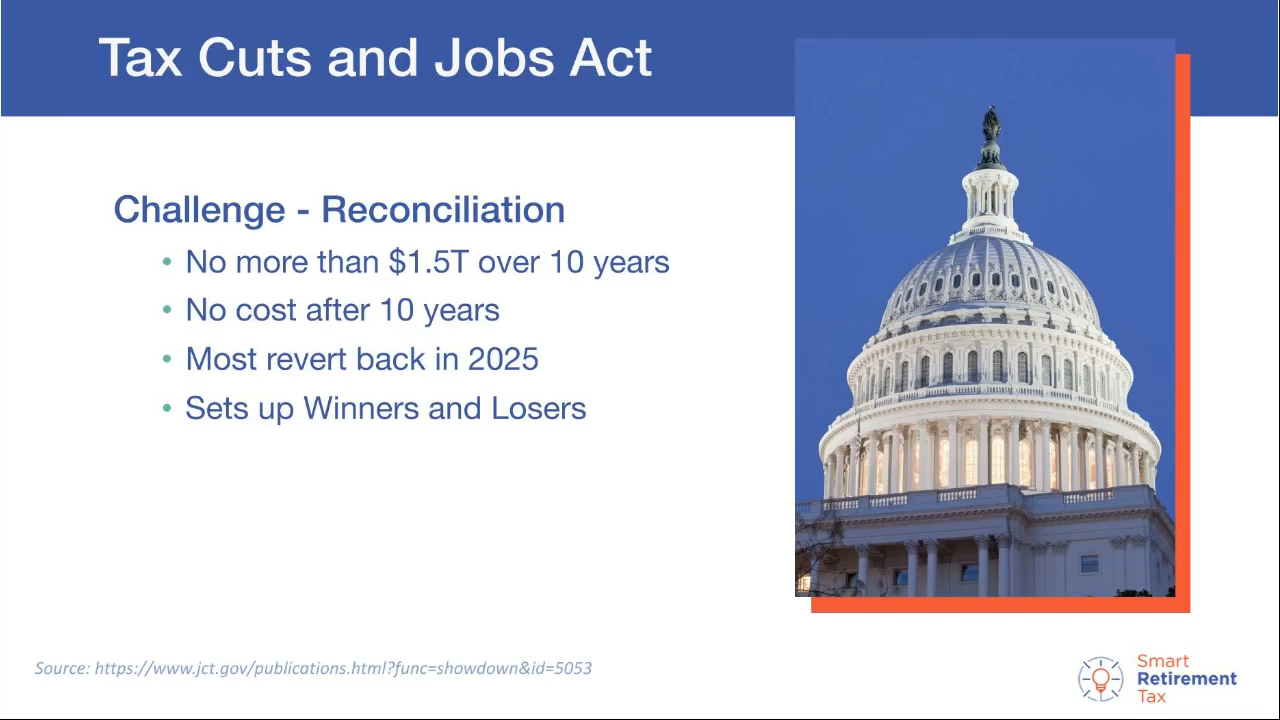 Tax Cuts and Jobs Act
Challenge - Reconciliation
• No more than $1.5T over 10 years
• No cost after 10 years
• Most revert back in 2025
• Sets up Winners and Losers
Source: https://www.jct.gov/publications.html?func=showdown&id=5053
Smart
Retirement
Tax